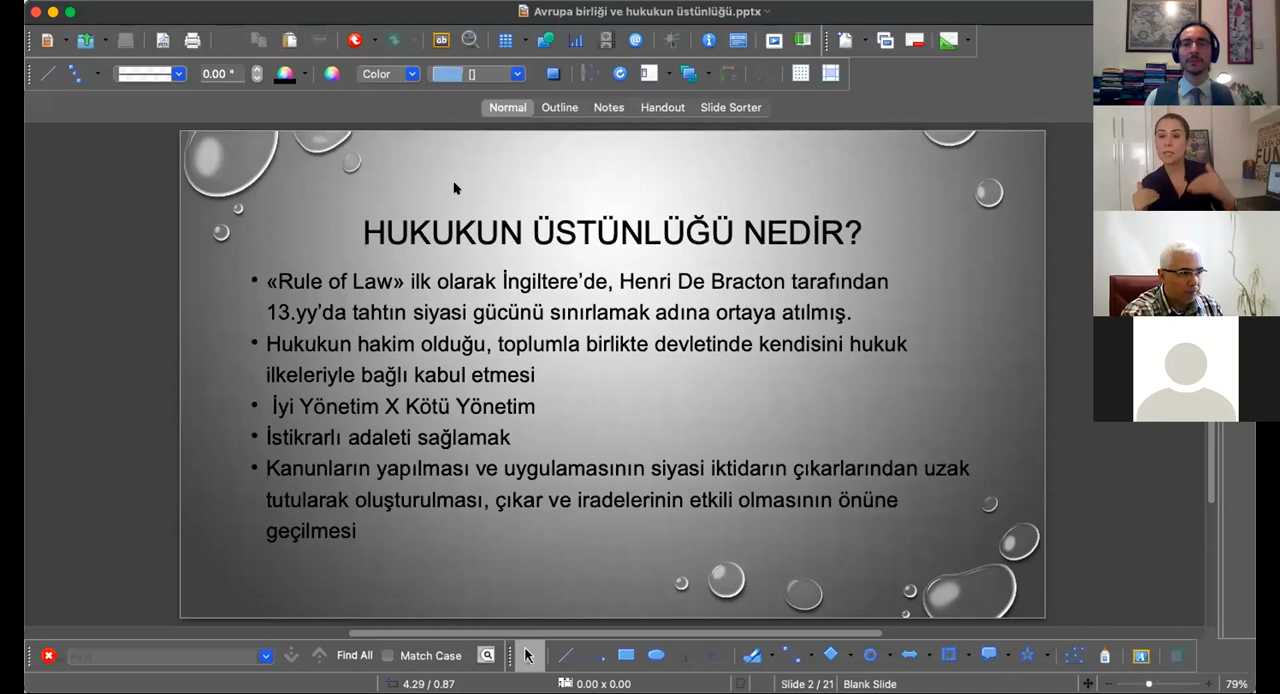 Avrupa birliği ve hukukun üstünlüğü.pptx
0.00 "
Color
[]
Normal Outline Notes Handout Slide Sorter
HUKUKUN ÜSTÜNLÜĞÜ NEDİR?
• «Rule of Law» ilk olarak İngiltere’de, Henri De Bracton tarafından
13.yy’da tahtın siyasi gücünü sınırlamak adına ortaya atılmış.
• Hukukun hakim olduğu, toplumla birlikte devletinde kendisini hukuk
ilkeleriyle bağlı kabul etmesi
• İyi Yönetim X Kötü Yönetim
• İstikrarlı adaleti sağlamak
• Kanunların yapılması ve uygulamasının siyasi iktidarın çıkarlarından uzak
tutularak oluşturulması, çıkar ve iradelerinin etkili olmasının önüne
geçilmesi
Find
Find All
Match Case
4.29 / 0.87
0.00 x 0.00
Slide 2 / 21
Blank Slide
79%